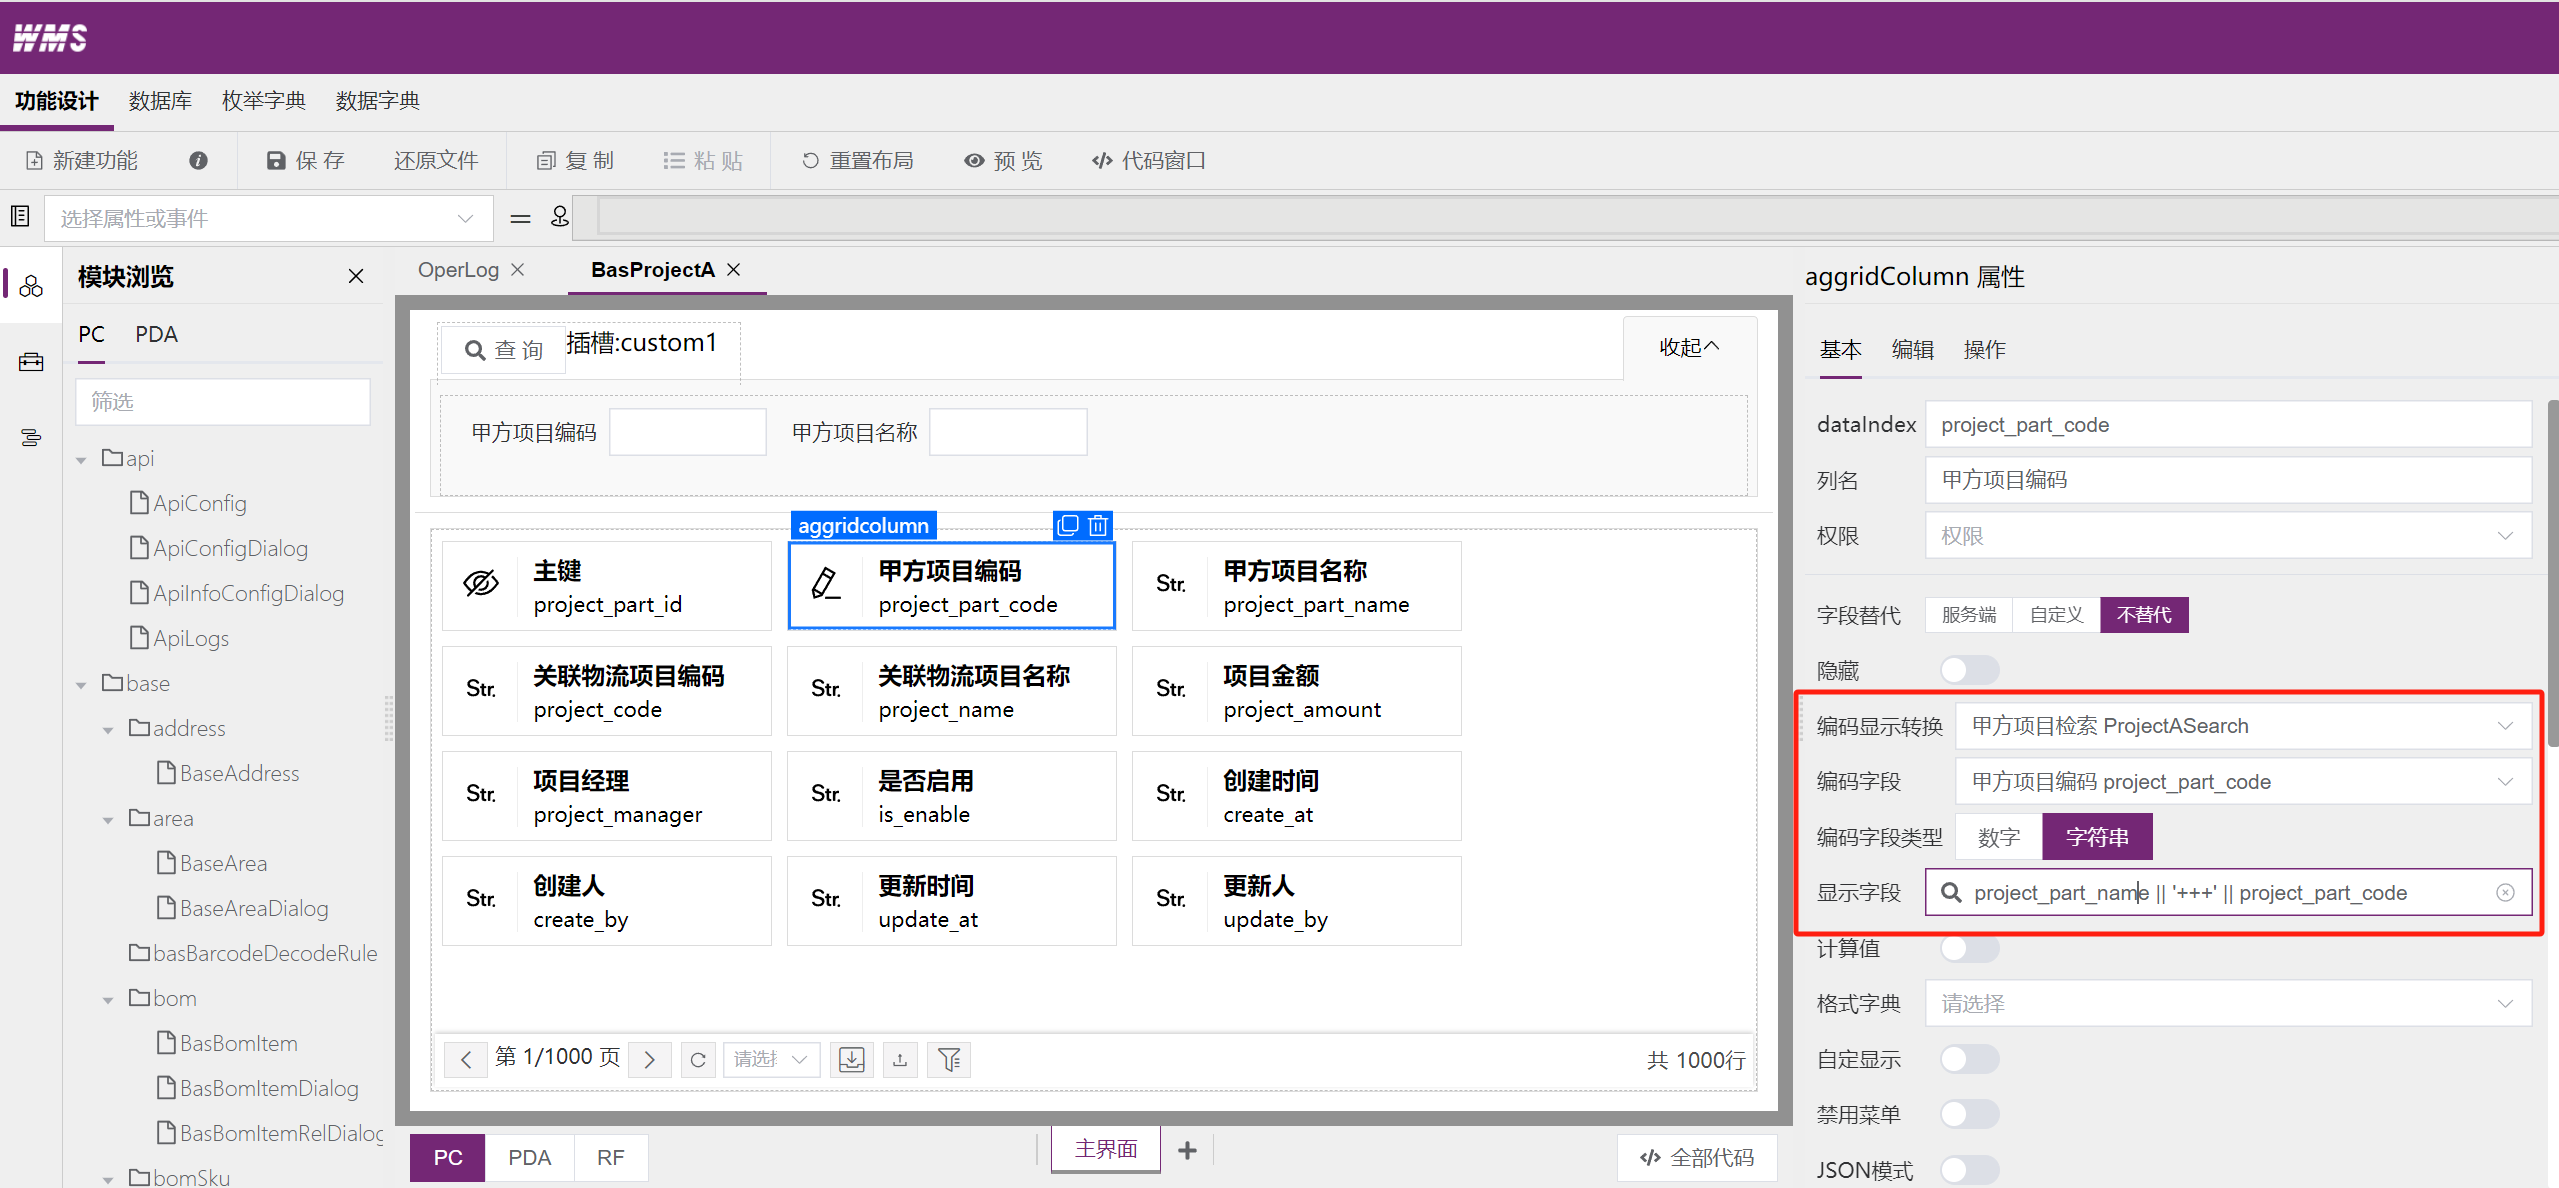 WMS
功能设计 数据库 枚举字典 数据字典
新建功能 保 存 还原文件 复 制 粘 贴 重置布局 预 览 代码窗口
选择属性或事件 =
模块浏览
PC PDA
筛选
api
ApiConfig
ApiConfigDialog
ApiInfoConfigDialog
ApiLogs
base
address
BaseAddress
area
BaseArea
BaseAreaDialog
basBarcodeDecodeRule
bom
BasBomItem
BasBomItemDialog
BasBomItemRelDialog
bomSku
OperLog BasProjectA
查 询 插槽:custom1 收起
甲方项目编码 甲方项目名称
aggridcolumn
主键
project_part_id
甲方项目编码
project_part_code
Str. 甲方项目名称
project_part_name
Str. 关联物流项目编码
project_code
Str. 关联物流项目名称
project_name
Str. 项目金额
project_amount
Str. 项目经理
project_manager
Str. 是否启用
is_enable
Str. 创建时间
create_at
Str. 创建人
create_by
Str. 更新时间
update_at
Str. 更新人
update_by
第 1/1000 页 请选 共 1000行
PC PDA RF 主界面 + 全部代码
aggridColumn 属性
基本 编辑 操作
dataIndex project_part_code
列名 甲方项目编码
权限 权限
字段替代 服务端 自定义 不替代
隐藏
编码显示转换 甲方项目检索 ProjectASearch
编码字段 甲方项目编码 project_part_code
编码字段类型 数字 字符串
显示字段 project_part_name || '+++' || project_part_code
计算值
格式字典 请选择
自定显示
禁用菜单
JSON模式